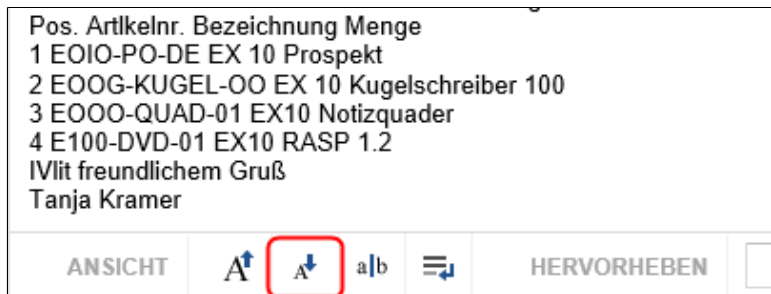 Pos. Artlkelnr. Bezeichnung Menge
1 EOIO-PO-DE EX 10 Prospekt
2 EOOG-KUGEL-OO EX 10 Kugelschreiber 100
3 EOOO-QUAD-01 EX10 Notizquader
4 E100-DVD-01 EX10 RASP 1.2
IVlit freundlichem Gruß
Tanja Kramer
ANSICHT A A a|b HERVORHEBEN